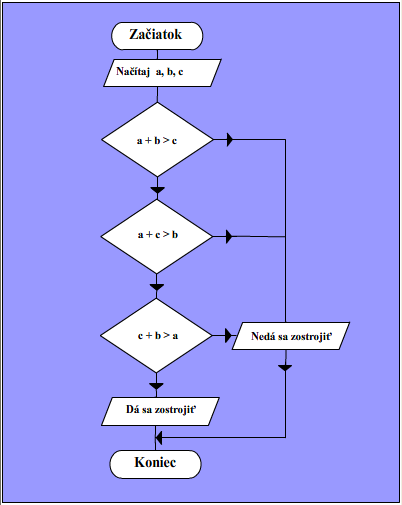 Začiatok
Načítaj a, b, c
a + b > c
a + c > b
c + b > a
Nedá sa zostrojiť
Dá sa zostrojiť
Koniec